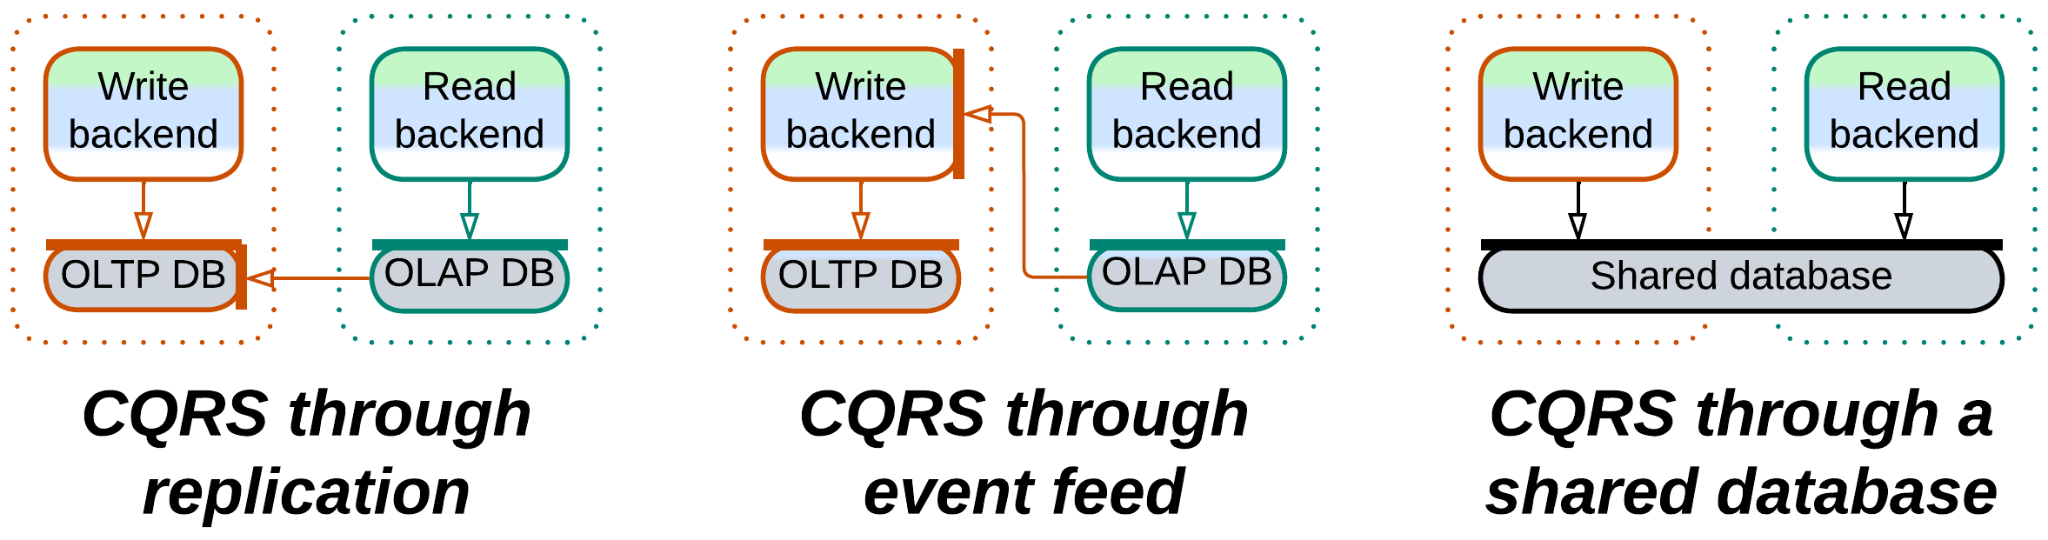 Write
backend
Read
backend
OLTP DB
OLAP DB
CQRS through
replication
Write
backend
Read
backend
OLTP DB
OLAP DB
CQRS through
event feed
Write
backend
Read
backend
Shared database
CQRS through a
shared database